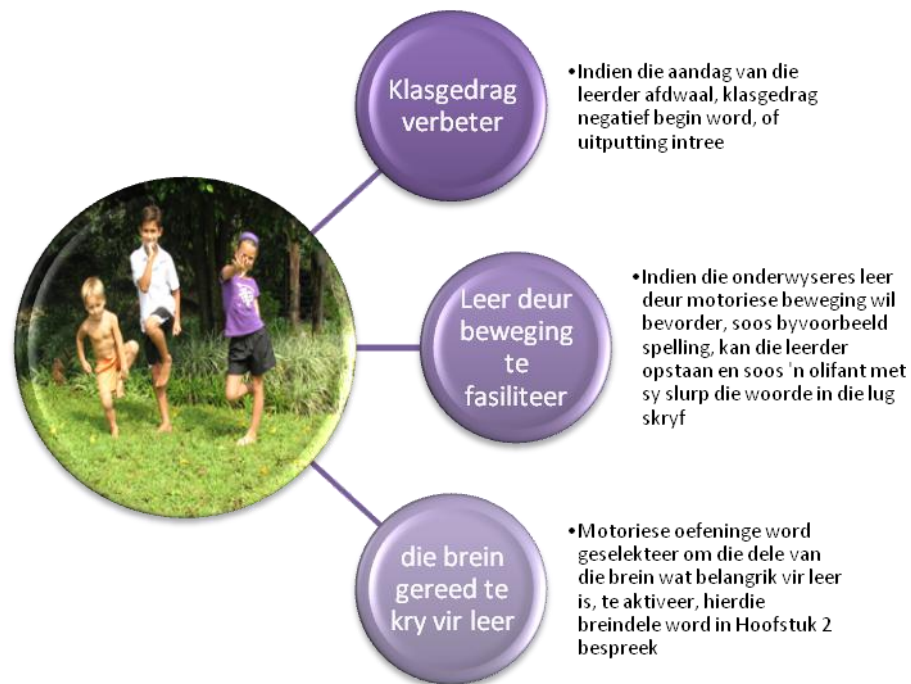 Klasgedrag
verbeter
•Indien die aandag van die
leerder afdwaal, klasgedrag
negatief begin word, of
uitputting intree
Leer deur
beweging
te
fasiliteer
•Indien die onderwyseres leer
deur motoriese beweging wil
bevorder, soos byvoorbeeld
spelling, kan die leerder
opstaan en soos 'n olifant met
sy slurp die woorde in die lug
skryf
die brein
gereed te
kry vir leer
•Motoriese oefeninge word
geselekteer om die dele van
die brein wat belangrik vir leer
is, te aktiveer, hierdie
breindele word in Hoofstuk 2
bespreek